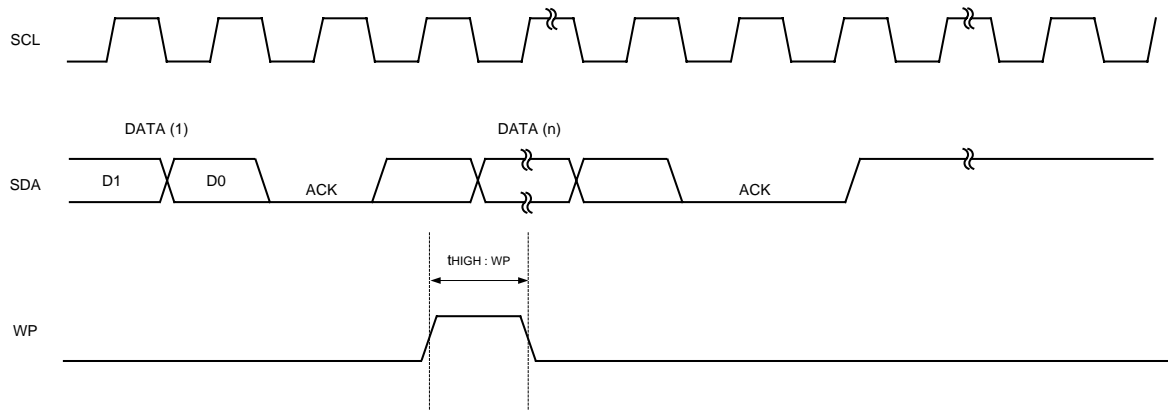 SCL
DATA (1) DATA (n)
SDA D1 D0 ACK ACK
tHIGH : WP
WP